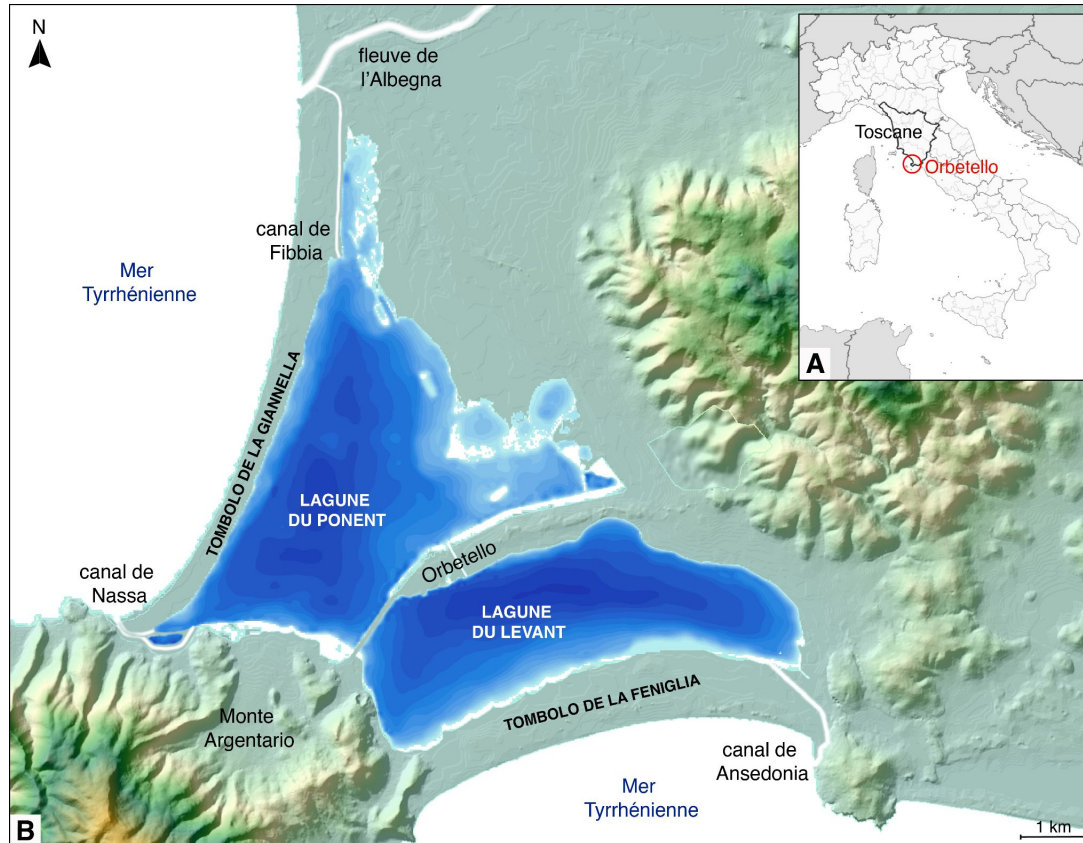 N
fleuve de
l'Albegna
canal de
Fibbia
Mer
Tyrrhénienne
TOMBOLO DE LA GIANNELLA
LAGUNE
DU PONENT
Orbetello
canal de
Nassa
LAGUNE
DU LEVANT
TOMBOLO DE LA FENIGLIA
Monte
Argentario
canal de
Ansedonia
Mer
Tyrrhénienne
B
1 km
Toscane
Orbetello
A